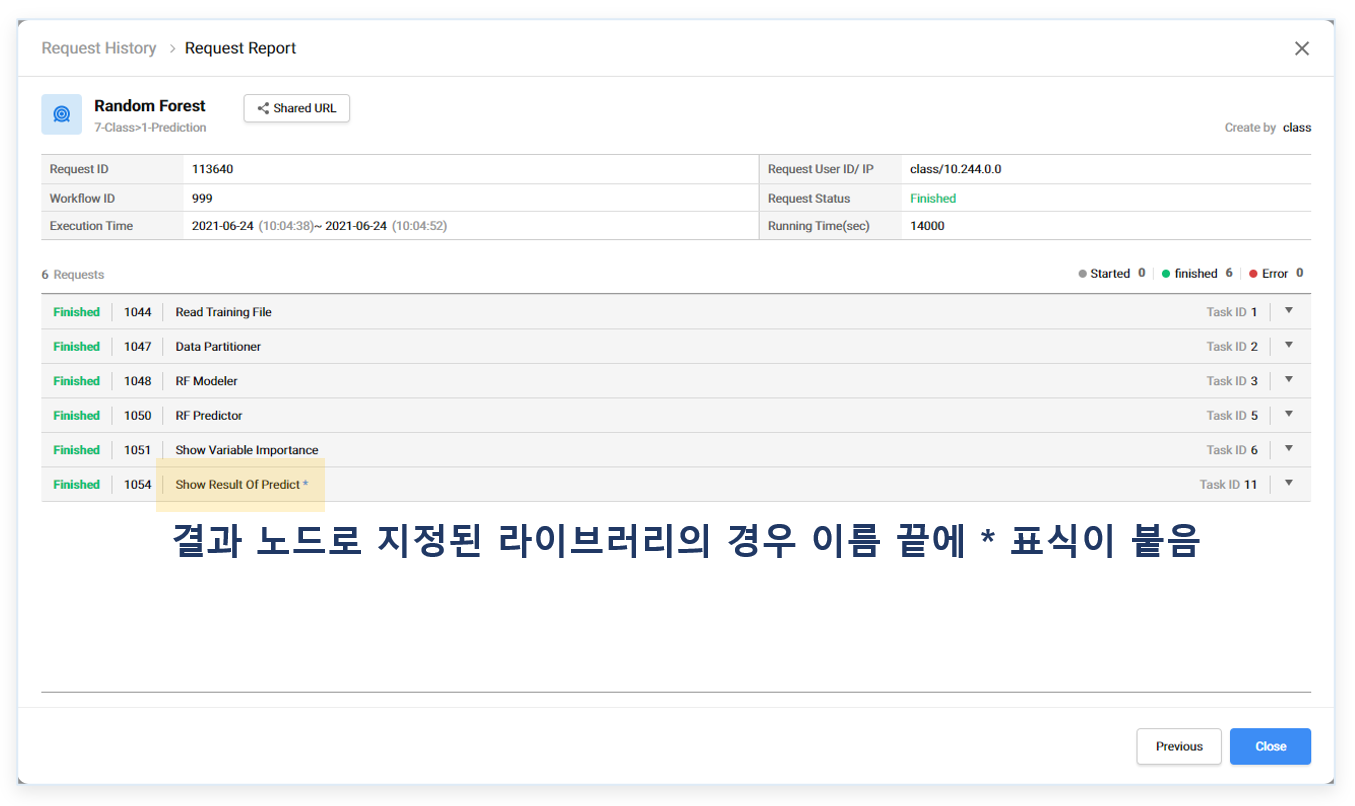 Request History > Request Report
Random Forest
Shared URL
7-Class>1-Prediction
Create by class
Request ID 113640 Request User ID/ IP class/10.244.0.0
Workflow ID 999 Request Status Finished
Execution Time 2021-06-24 (10:04:38)~ 2021-06-24 (10:04:52) Running Time(sec) 14000
6 Requests Started 0 finished 6 Error 0
Finished 1044 Read Training File Task ID 1
Finished 1047 Data Partitioner Task ID 2
Finished 1048 RF Modeler Task ID 3
Finished 1050 RF Predictor Task ID 5
Finished 1051 Show Variable Importance Task ID 6
Finished 1054 Show Result Of Predict * Task ID 11
결과 노드로 지정된 라이브러리의 경우 이름 끝에 * 표식이 붙음
Previous Close